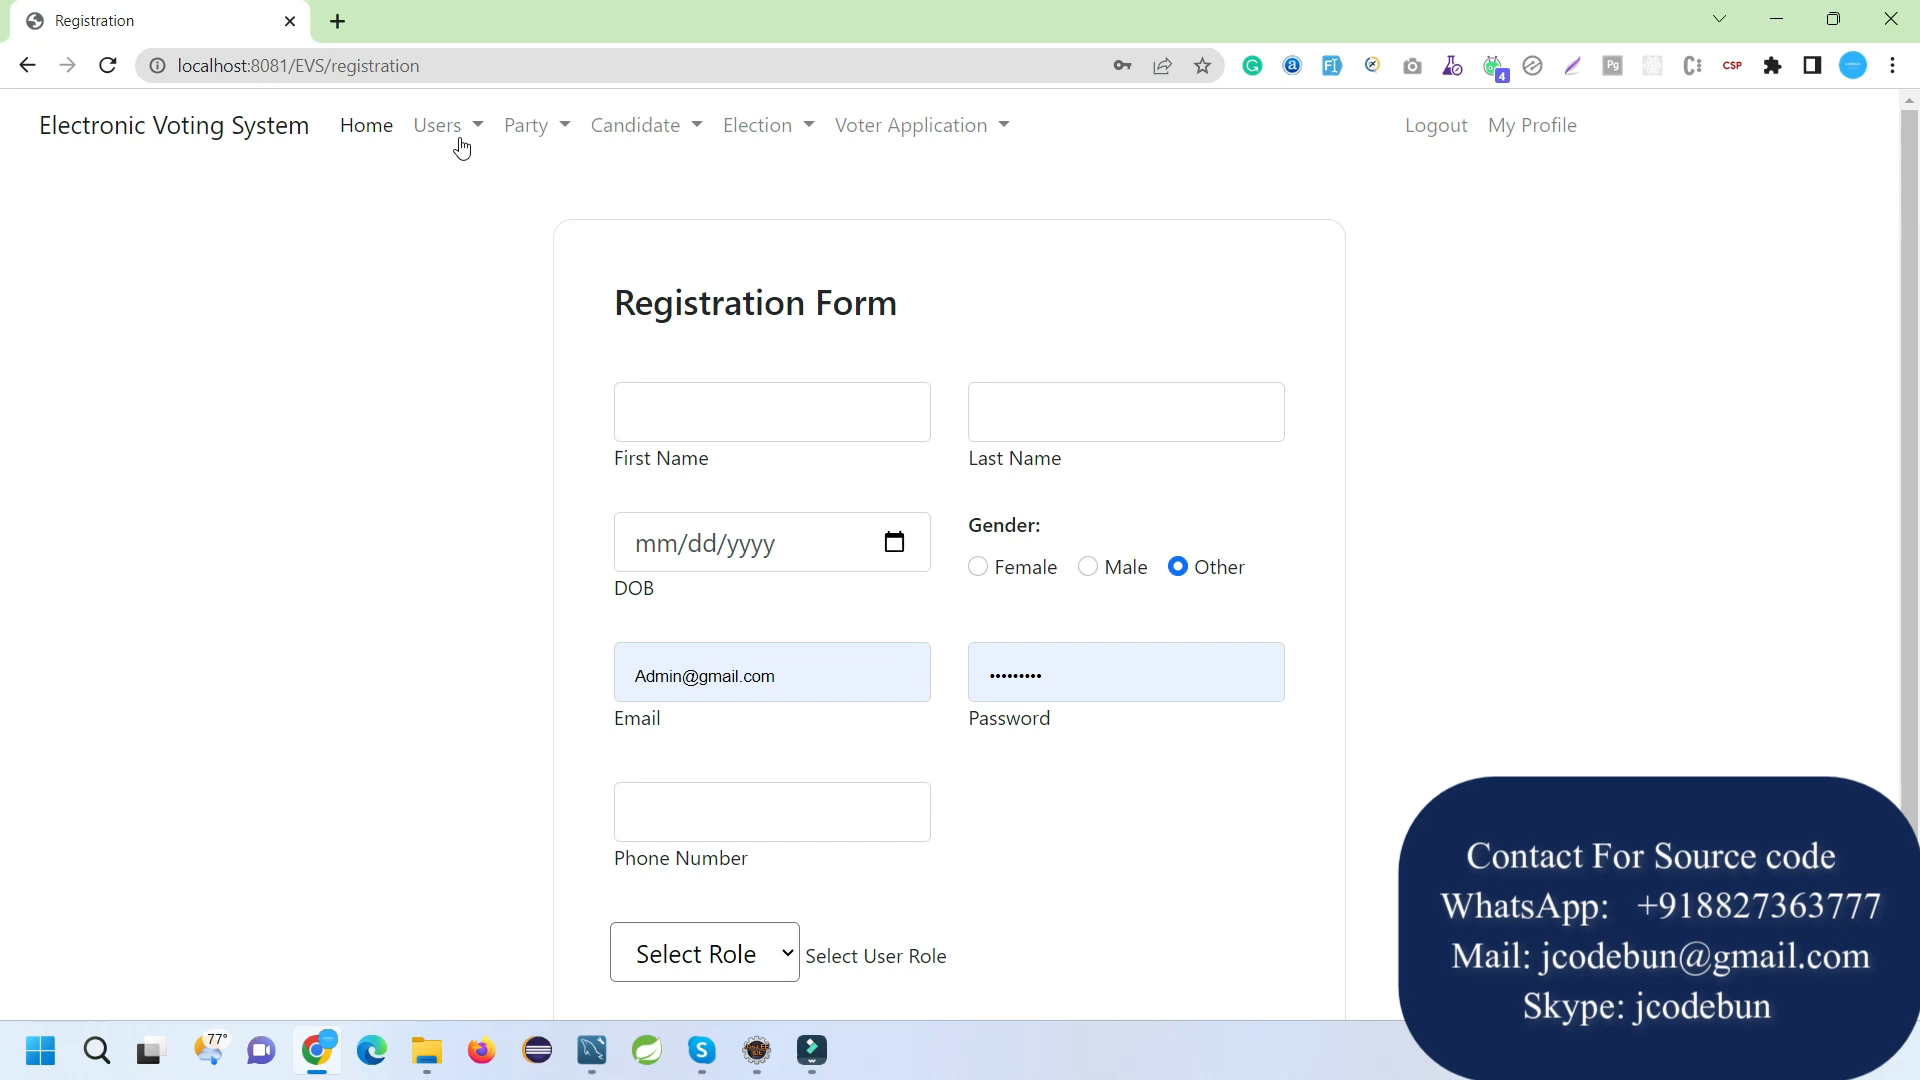 Registration
localhost:8081/EVS/registration
4
Pg
CSP
Electronic Voting System Home Users Party Candidate Election Voter Application Logout My Profile
Registration Form
First Name Last Name
mm/dd/yyyy
DOB
Gender:
Female Male Other
Admin@gmail.com •••••••••
Email Password
Phone Number
Select Role Select User Role
Contact For Source code
WhatsApp: +918827363777
Mail: jcodebun@gmail.com
Skype: jcodebun
77°